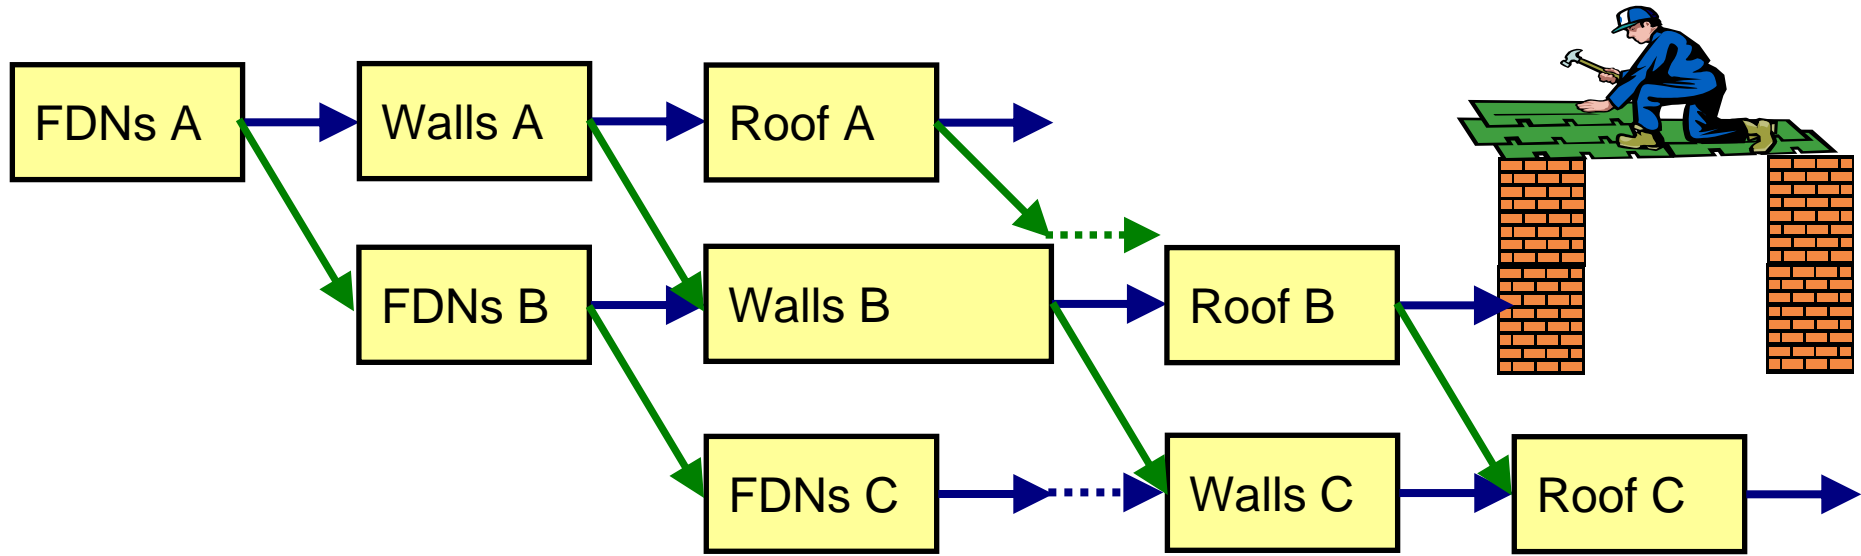 FDNs A
Walls A
Roof A
FDNs B
Walls B
Roof B
FDNs C
Walls C
Roof C